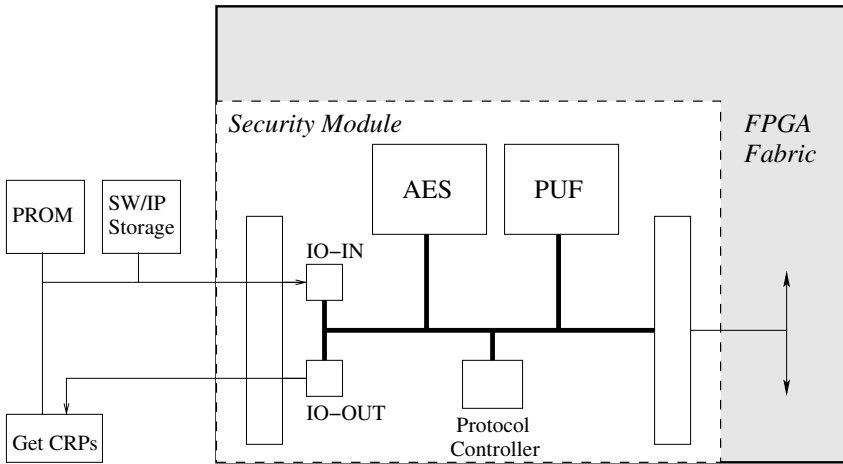 Security Module
FPGA
Fabric
AES
PUF
PROM
SW/IP
Storage
IO−IN
IO−OUT
Protocol
Controller
Get CRPs